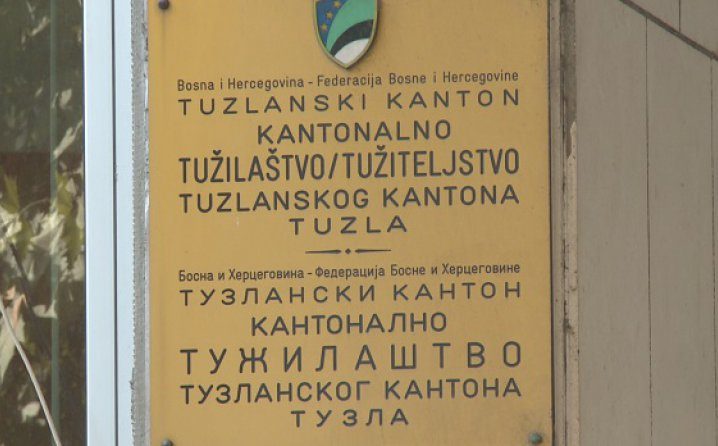 Bosna i Hercegovina - Federacija Bosne i Hercegovine
TUZLANSKI KANTON
KANTONALNO
TUŽILAŠTVO/TUŽITELJSTVO
TUZLANSKOG KANTONA
TUZLA
Босна и Херцеговина - Федерација Босне и Херцеговине
ТУЗЛАНСКИ КАНТОН
КАНТОНАЛНО
ТУЖИЛАШТВО
ТУЗЛАНСКОГ КАНТОНА
ТУЗЛА